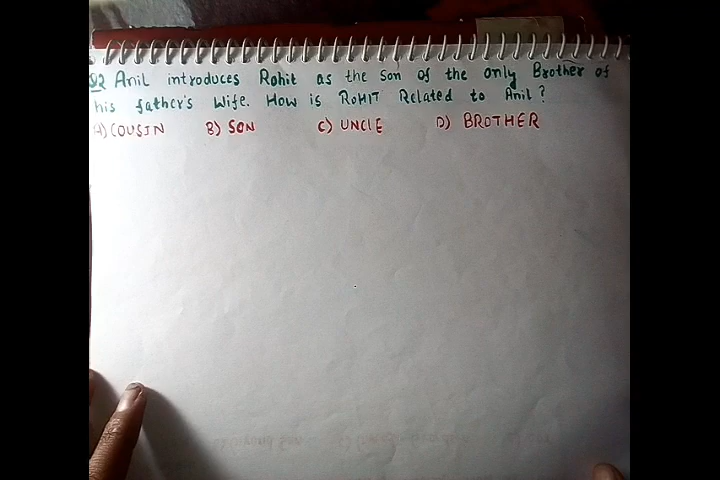 Q2 Anil introduces Rohit as the son of the only Brother of
his father's wife. How is ROHIT Related to Anil?
A) COUSIN B) SON C) UNCLE D) BROTHER